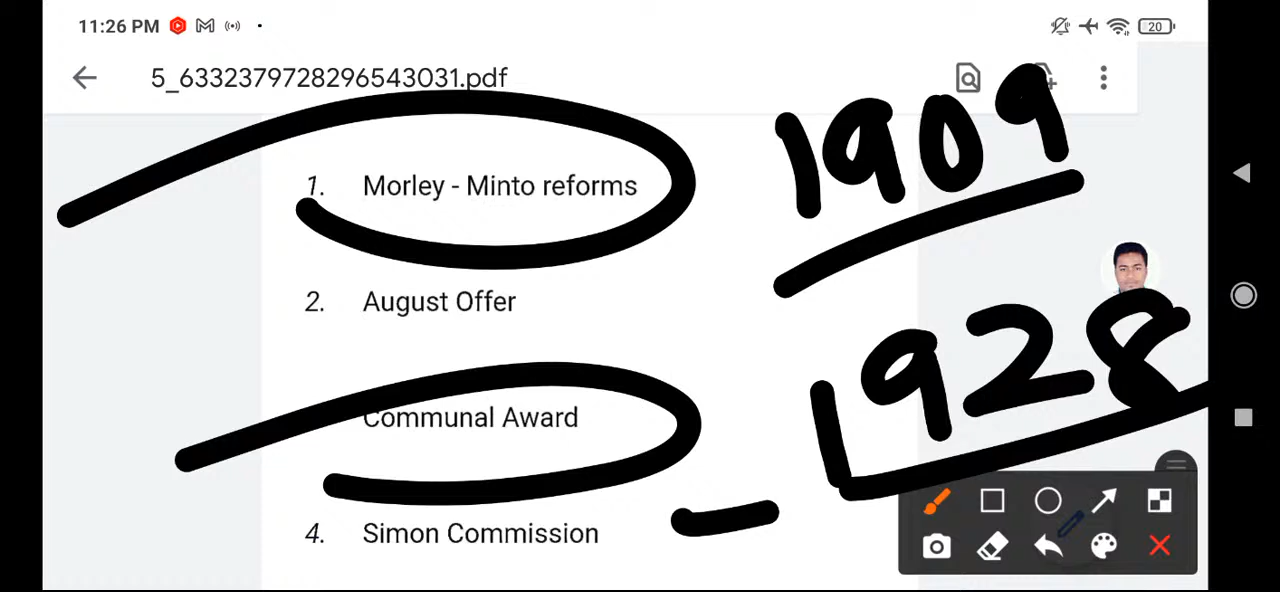 11:26 PM
20
5_6332379728296543031.pdf
1. Morley - Minto reforms
1909
2. August Offer
1928
Communal Award
4. Simon Commission